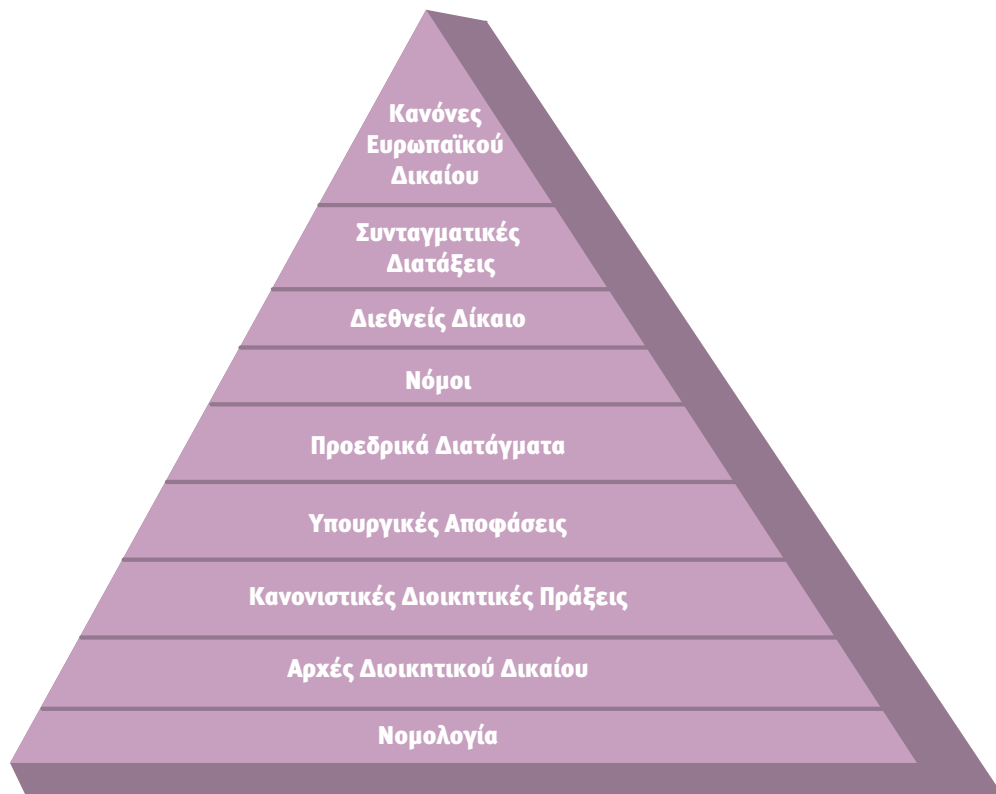 Κανόνες
Ευρωπαϊκού
Δικαίου
Συνταγματικές
Διατάξεις
Διεθνείς Δίκαιο
Νόμοι
Προεδρικά Διατάγματα
Υπουργικές Αποφάσεις
Κανονιστικές Διοικητικές Πράξεις
Αρχές Διοικητικού Δικαίου
Νομολογία